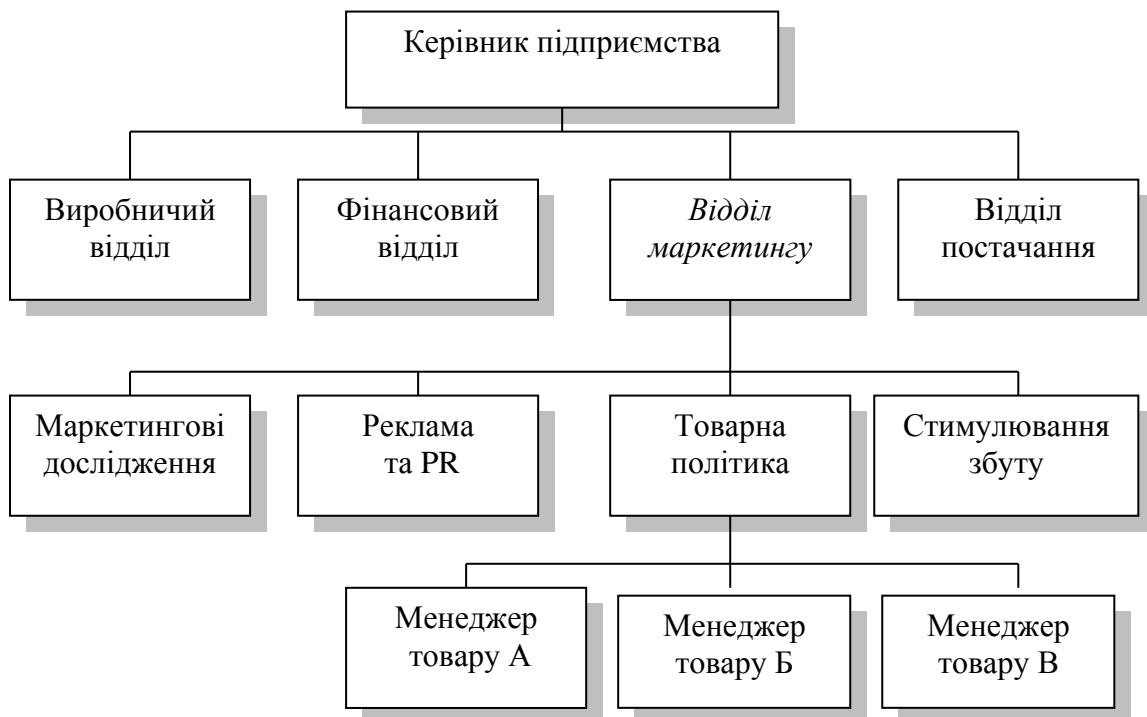 Керівник підприємства
Виробничий
відділ
Фінансовий
відділ
Відділ
маркетингу
Відділ
постачання
Маркетингові
дослідження
Реклама
та PR
Товарна
політика
Стимулювання
збуту
Менеджер
товару А
Менеджер
товару Б
Менеджер
товару В